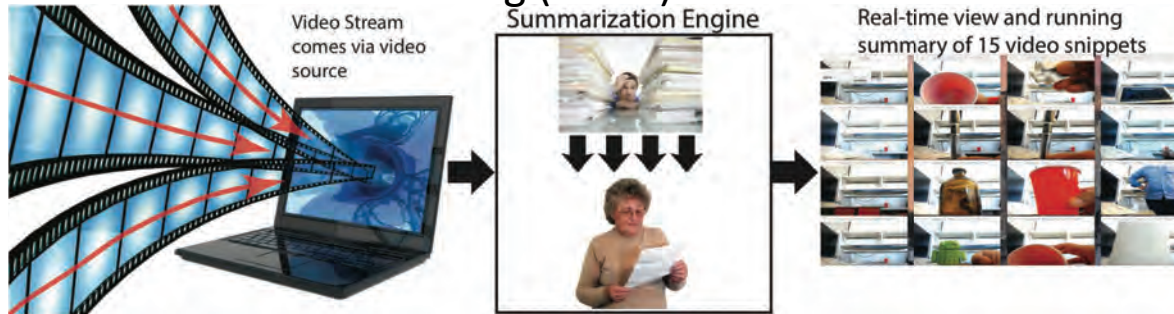 Video Stream
comes via video
source
Summarization Engine
Real-time view and running
summary of 15 video snippets